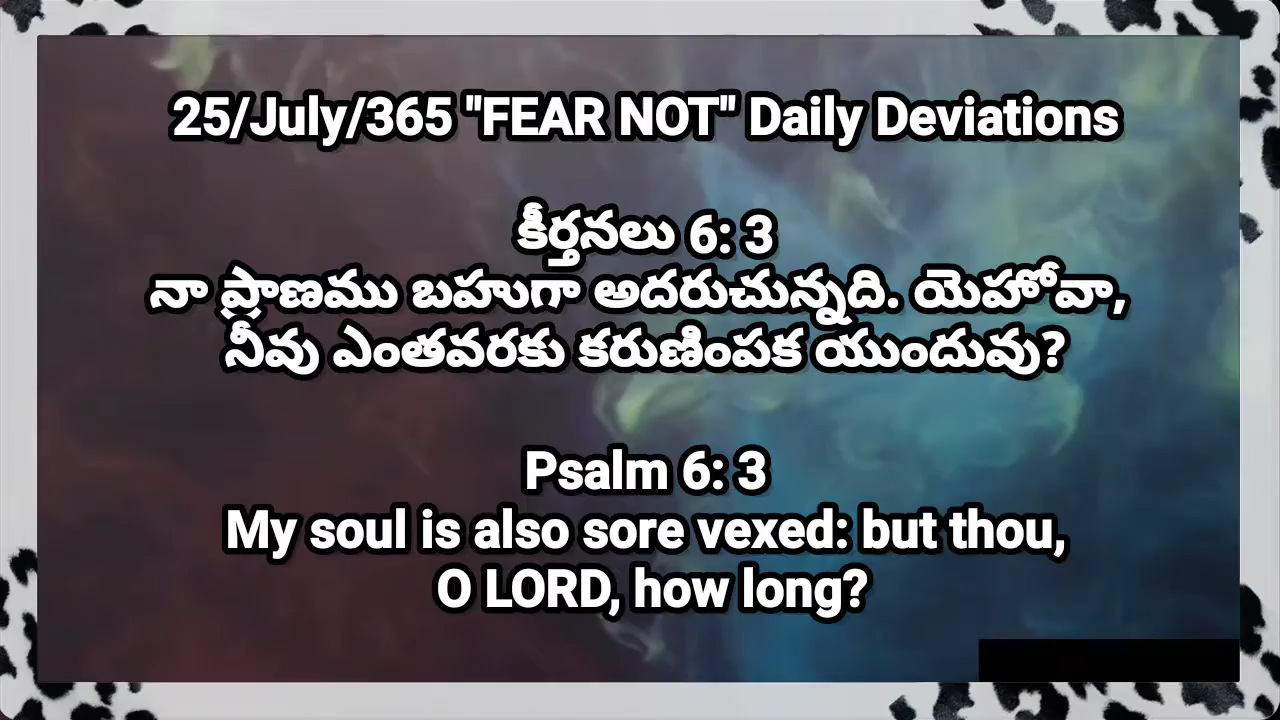 25/July/365 "FEAR NOT" Daily Deviations
కీర్తనలు 6: 3
నా ప్రాణము బహుగా అదరుచున్నది. యెహోవా,
నీవు ఎంతవరకు కరుణింపక యుందువు?
Psalm 6: 3
My soul is also sore vexed: but thou,
O LORD, how long?